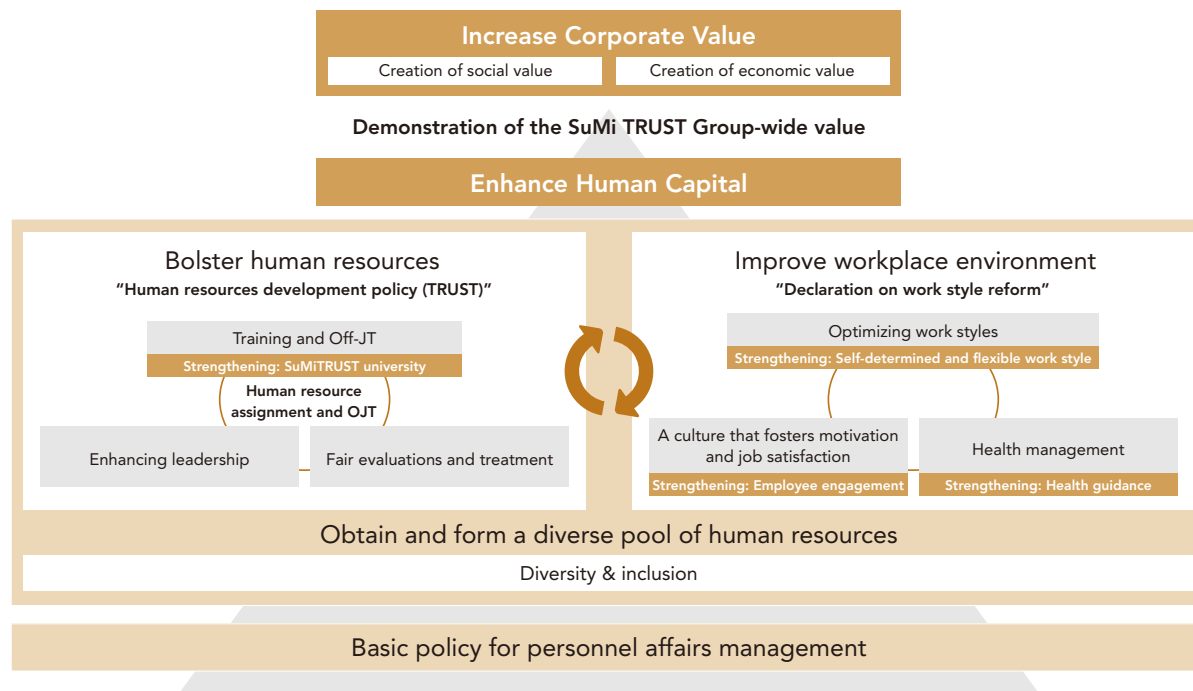 Increase Corporate Value
Creation of social value
Creation of economic value
Demonstration of the SuMi TRUST Group-wide value
Enhance Human Capital
Bolster human resources
“Human resources development policy (TRUST)”
Training and Off-JT
Strengthening: SuMiTRUST university
Human resource
assignment and OJT
Enhancing leadership
Fair evaluations and treatment
Improve workplace environment
“Declaration on work style reform”
Optimizing work styles
Strengthening: Self-determined and flexible work style
A culture that fosters motivation
and job satisfaction
Strengthening: Employee engagement
Health management
Strengthening: Health guidance
Obtain and form a diverse pool of human resources
Diversity & inclusion
Basic policy for personnel affairs management